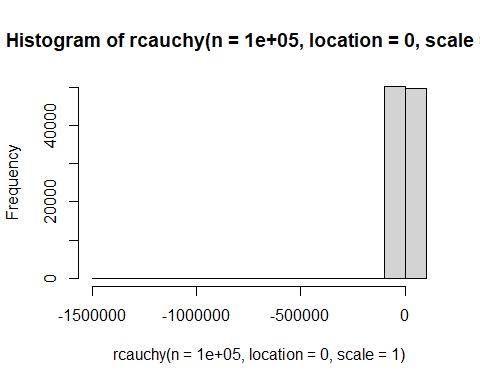 Histogram of rcauchy(n = 1e+05, location = 0, scale =
Frequency
40000
20000
0
-1500000 -1000000 -500000 0
rcauchy(n = 1e+05, location = 0, scale = 1)